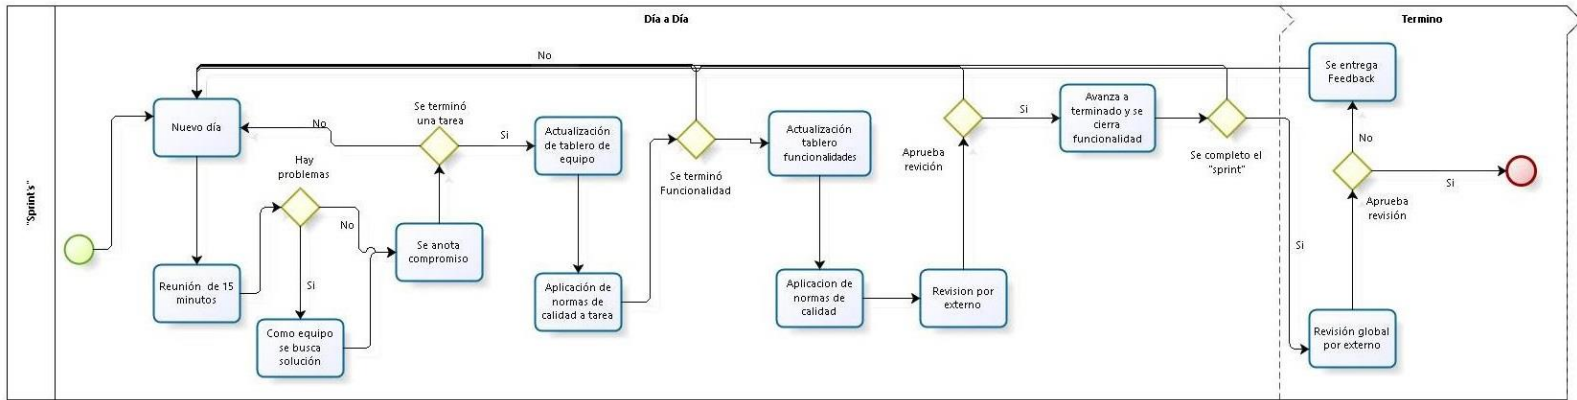 "Sprint's"
Día a Día
Termino
No
Nuevo día
Reunión de 15
minutos
Hay
problemas
No
Si
Como equipo
se busca
solución
Se anota
compromiso
Se terminó
una tarea
No
Si
Actualización
de tablero de
equipo
Aplicación de
normas de
calidad a tarea
Se terminó
Funcionalidad
Actualización
tablero
funcionalidades
Aplicacion de
normas de
calidad
Revision por
externo
Aprueba
revición
Si
Avanza a
terminado y se
cierra
funcionalidad
Se completo el
"sprint"
Si
Revisión global
por externo
Aprueba
revisión
No
Si
Se entrega
Feedback